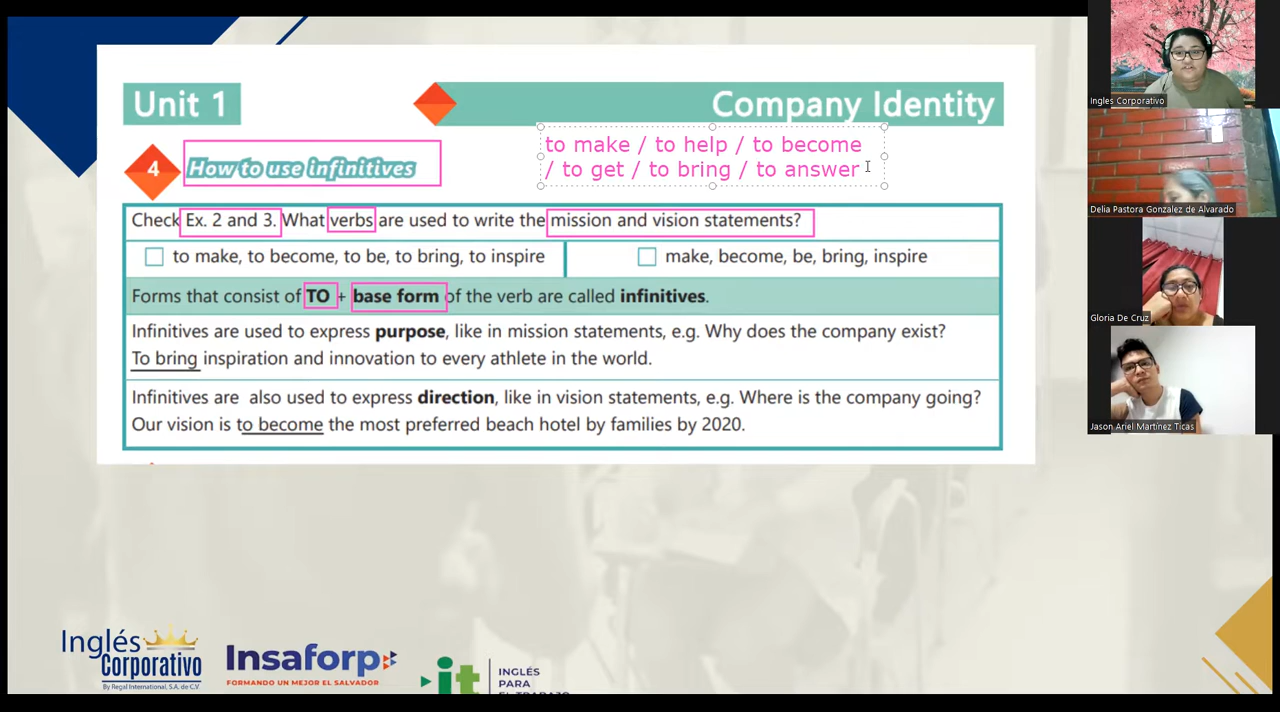 Unit 1
Company Identity
to make / to help / to become
/ to get / to bring / to answer
4
How to use infinitives
Check Ex. 2 and 3. What verbs are used to write the mission and vision statements?
to make, to become, to be, to bring, to inspire
make, become, be, bring, inspire
Forms that consist of TO + base form of the verb are called infinitives.
Infinitives are used to express purpose, like in mission statements, e.g. Why does the company exist?
To bring inspiration and innovation to every athlete in the world.
Infinitives are also used to express direction, like in vision statements, e.g. Where is the company going?
Our vision is to become the most preferred beach hotel by families by 2020.
Ingles Corporativo
Delia Pastora Gonzalez de Alvarado
Gloria De Cruz
Jason Ariel Martínez Ticas
Inglés
Corporativo
By Regal International, S.A. de C.V
Insaforp
FORMANDO UN MEJOR EL SALVADOR
it
INGLÉS
PARA
EL TRABAJO